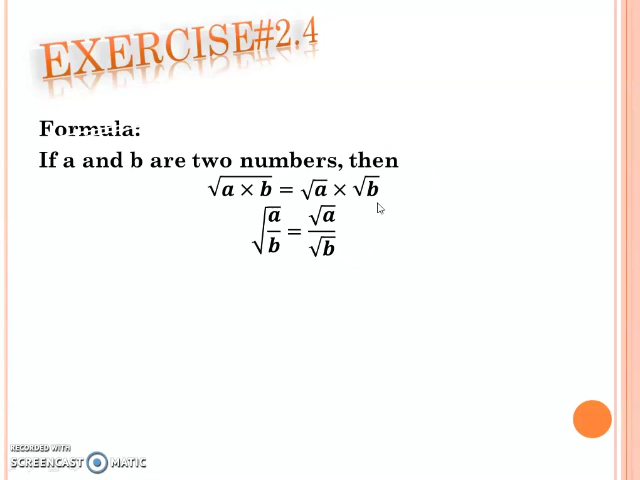 EXERCISE#2.4
Formula:
If a and b are two numbers, then
√(a × b) = √a × √b
√(a/b) = √a/√b
RECORDED WITH
SCREENCAST MATIC